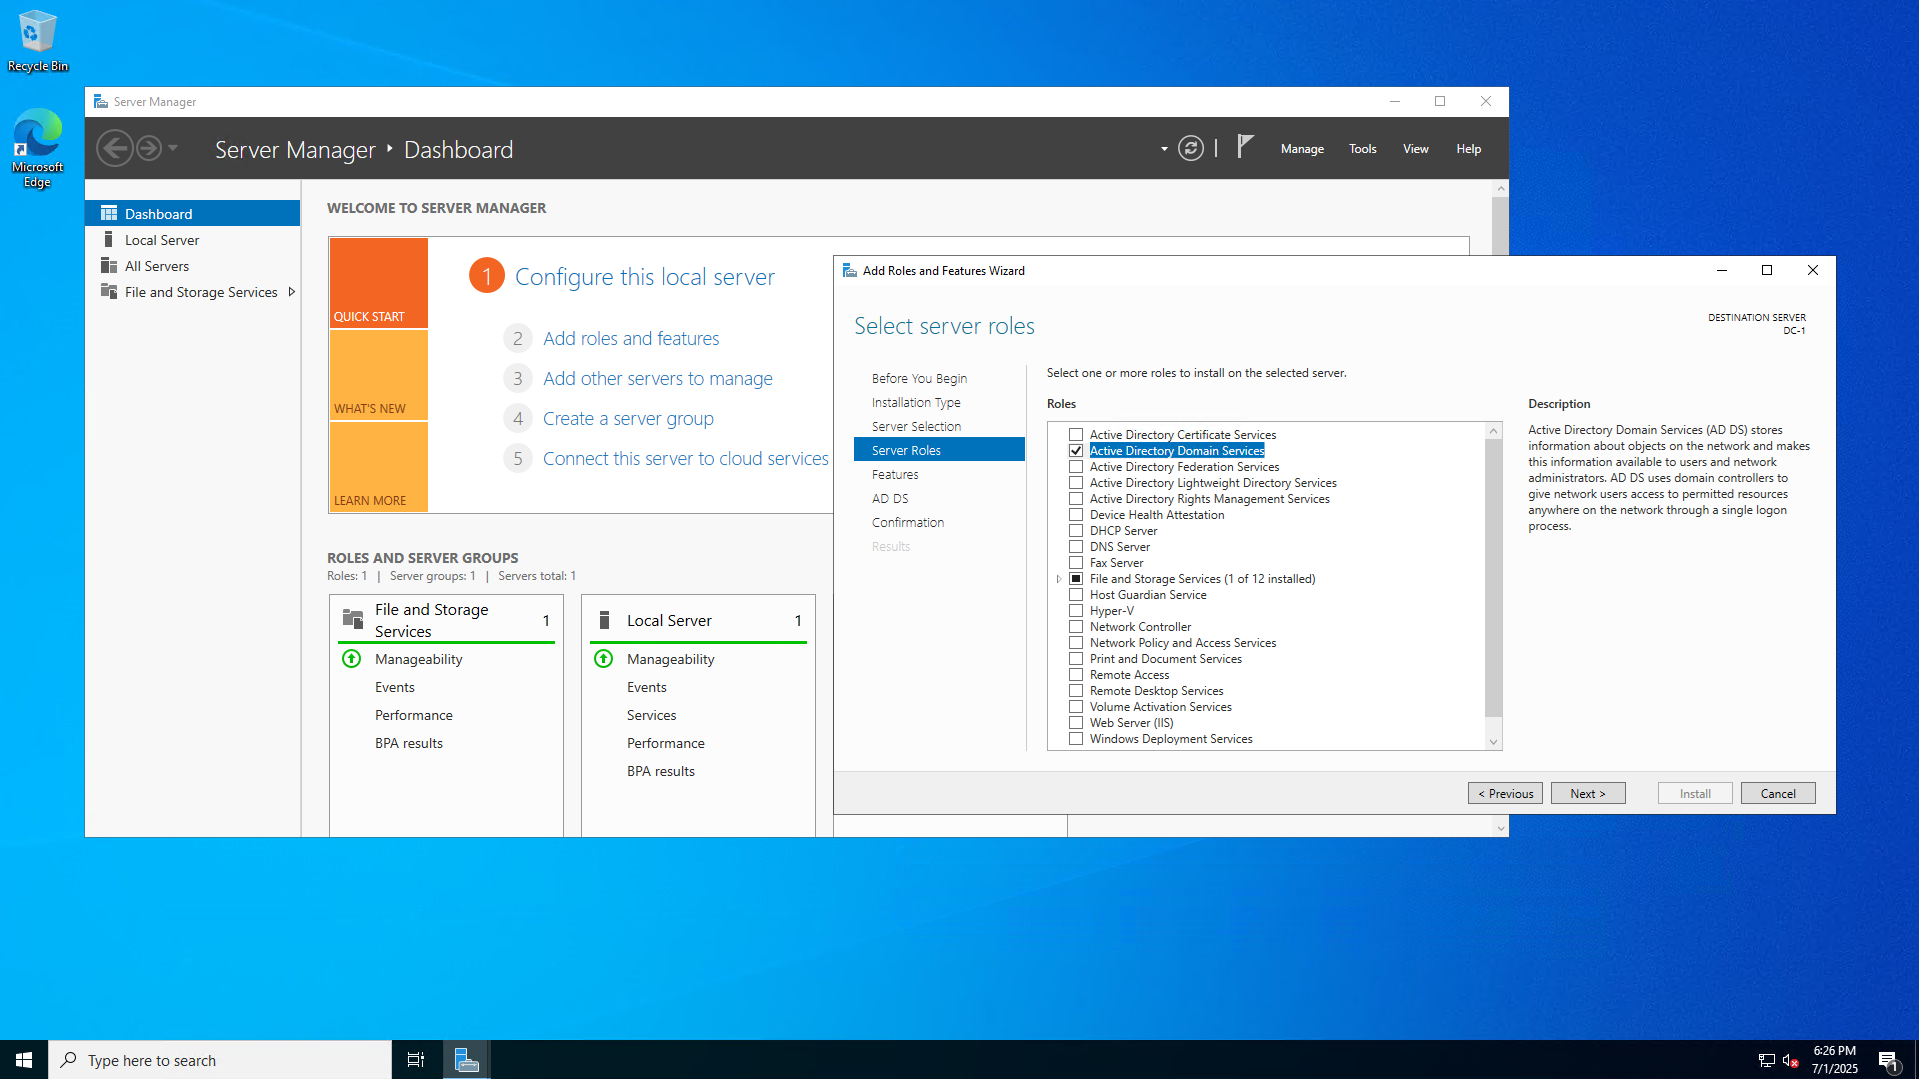 Recycle Bin
Microsoft
Edge
Server Manager
Server Manager
Dashboard
Manage
Tools
View
Help
Dashboard
Local Server
All Servers
File and Storage Services
WELCOME TO SERVER MANAGER
QUICK START
WHAT'S NEW
LEARN MORE
1 Configure this local server
2 Add roles and features
3 Add other servers to manage
4 Create a server group
5 Connect this server to cloud services
ROLES AND SERVER GROUPS
Roles: 1 | Server groups: 1 | Servers total: 1
File and Storage
Services
1
Manageability
Events
Performance
BPA results
Local Server 1
Manageability
Events
Services
Performance
BPA results
Add Roles and Features Wizard
Select server roles
DESTINATION SERVER
DC-1
Before You Begin
Installation Type
Server Selection
Server Roles
Features
AD DS
Confirmation
Results
Select one or more roles to install on the selected server.
Roles
Active Directory Certificate Services
Active Directory Domain Services
Active Directory Federation Services
Active Directory Lightweight Directory Services
Active Directory Rights Management Services
Device Health Attestation
DHCP Server
DNS Server
Fax Server
File and Storage Services (1 of 12 installed)
Host Guardian Service
Hyper-V
Network Controller
Network Policy and Access Services
Print and Document Services
Remote Access
Remote Desktop Services
Volume Activation Services
Web Server (IIS)
Windows Deployment Services
Description
Active Directory Domain Services (AD DS) stores
information about objects on the network and makes
this information available to users and network
administrators. AD DS uses domain controllers to
give network users access to permitted resources
anywhere on the network through a single logon
process.
< Previous
Next >
Install
Cancel
Type here to search
6:26 PM
7/1/2025
1